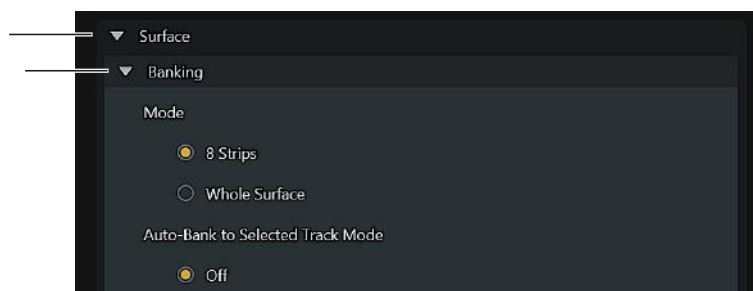 Surface
Banking
Mode
8 Strips
Whole Surface
Auto-Bank to Selected Track Mode
Off